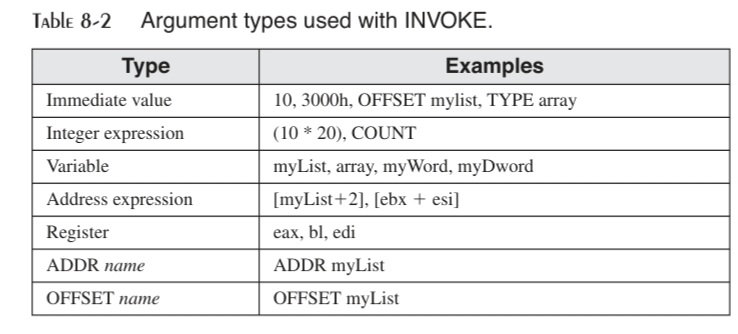 TABLE 8-2 Argument types used with INVOKE.
Type Examples
Immediate value 10, 3000h, OFFSET mylist, TYPE array
Integer expression (10 * 20), COUNT
Variable myList, array, myWord, myDword
Address expression [myList+2], [ebx + esi]
Register eax, bl, edi
ADDR name ADDR myList
OFFSET name OFFSET myList